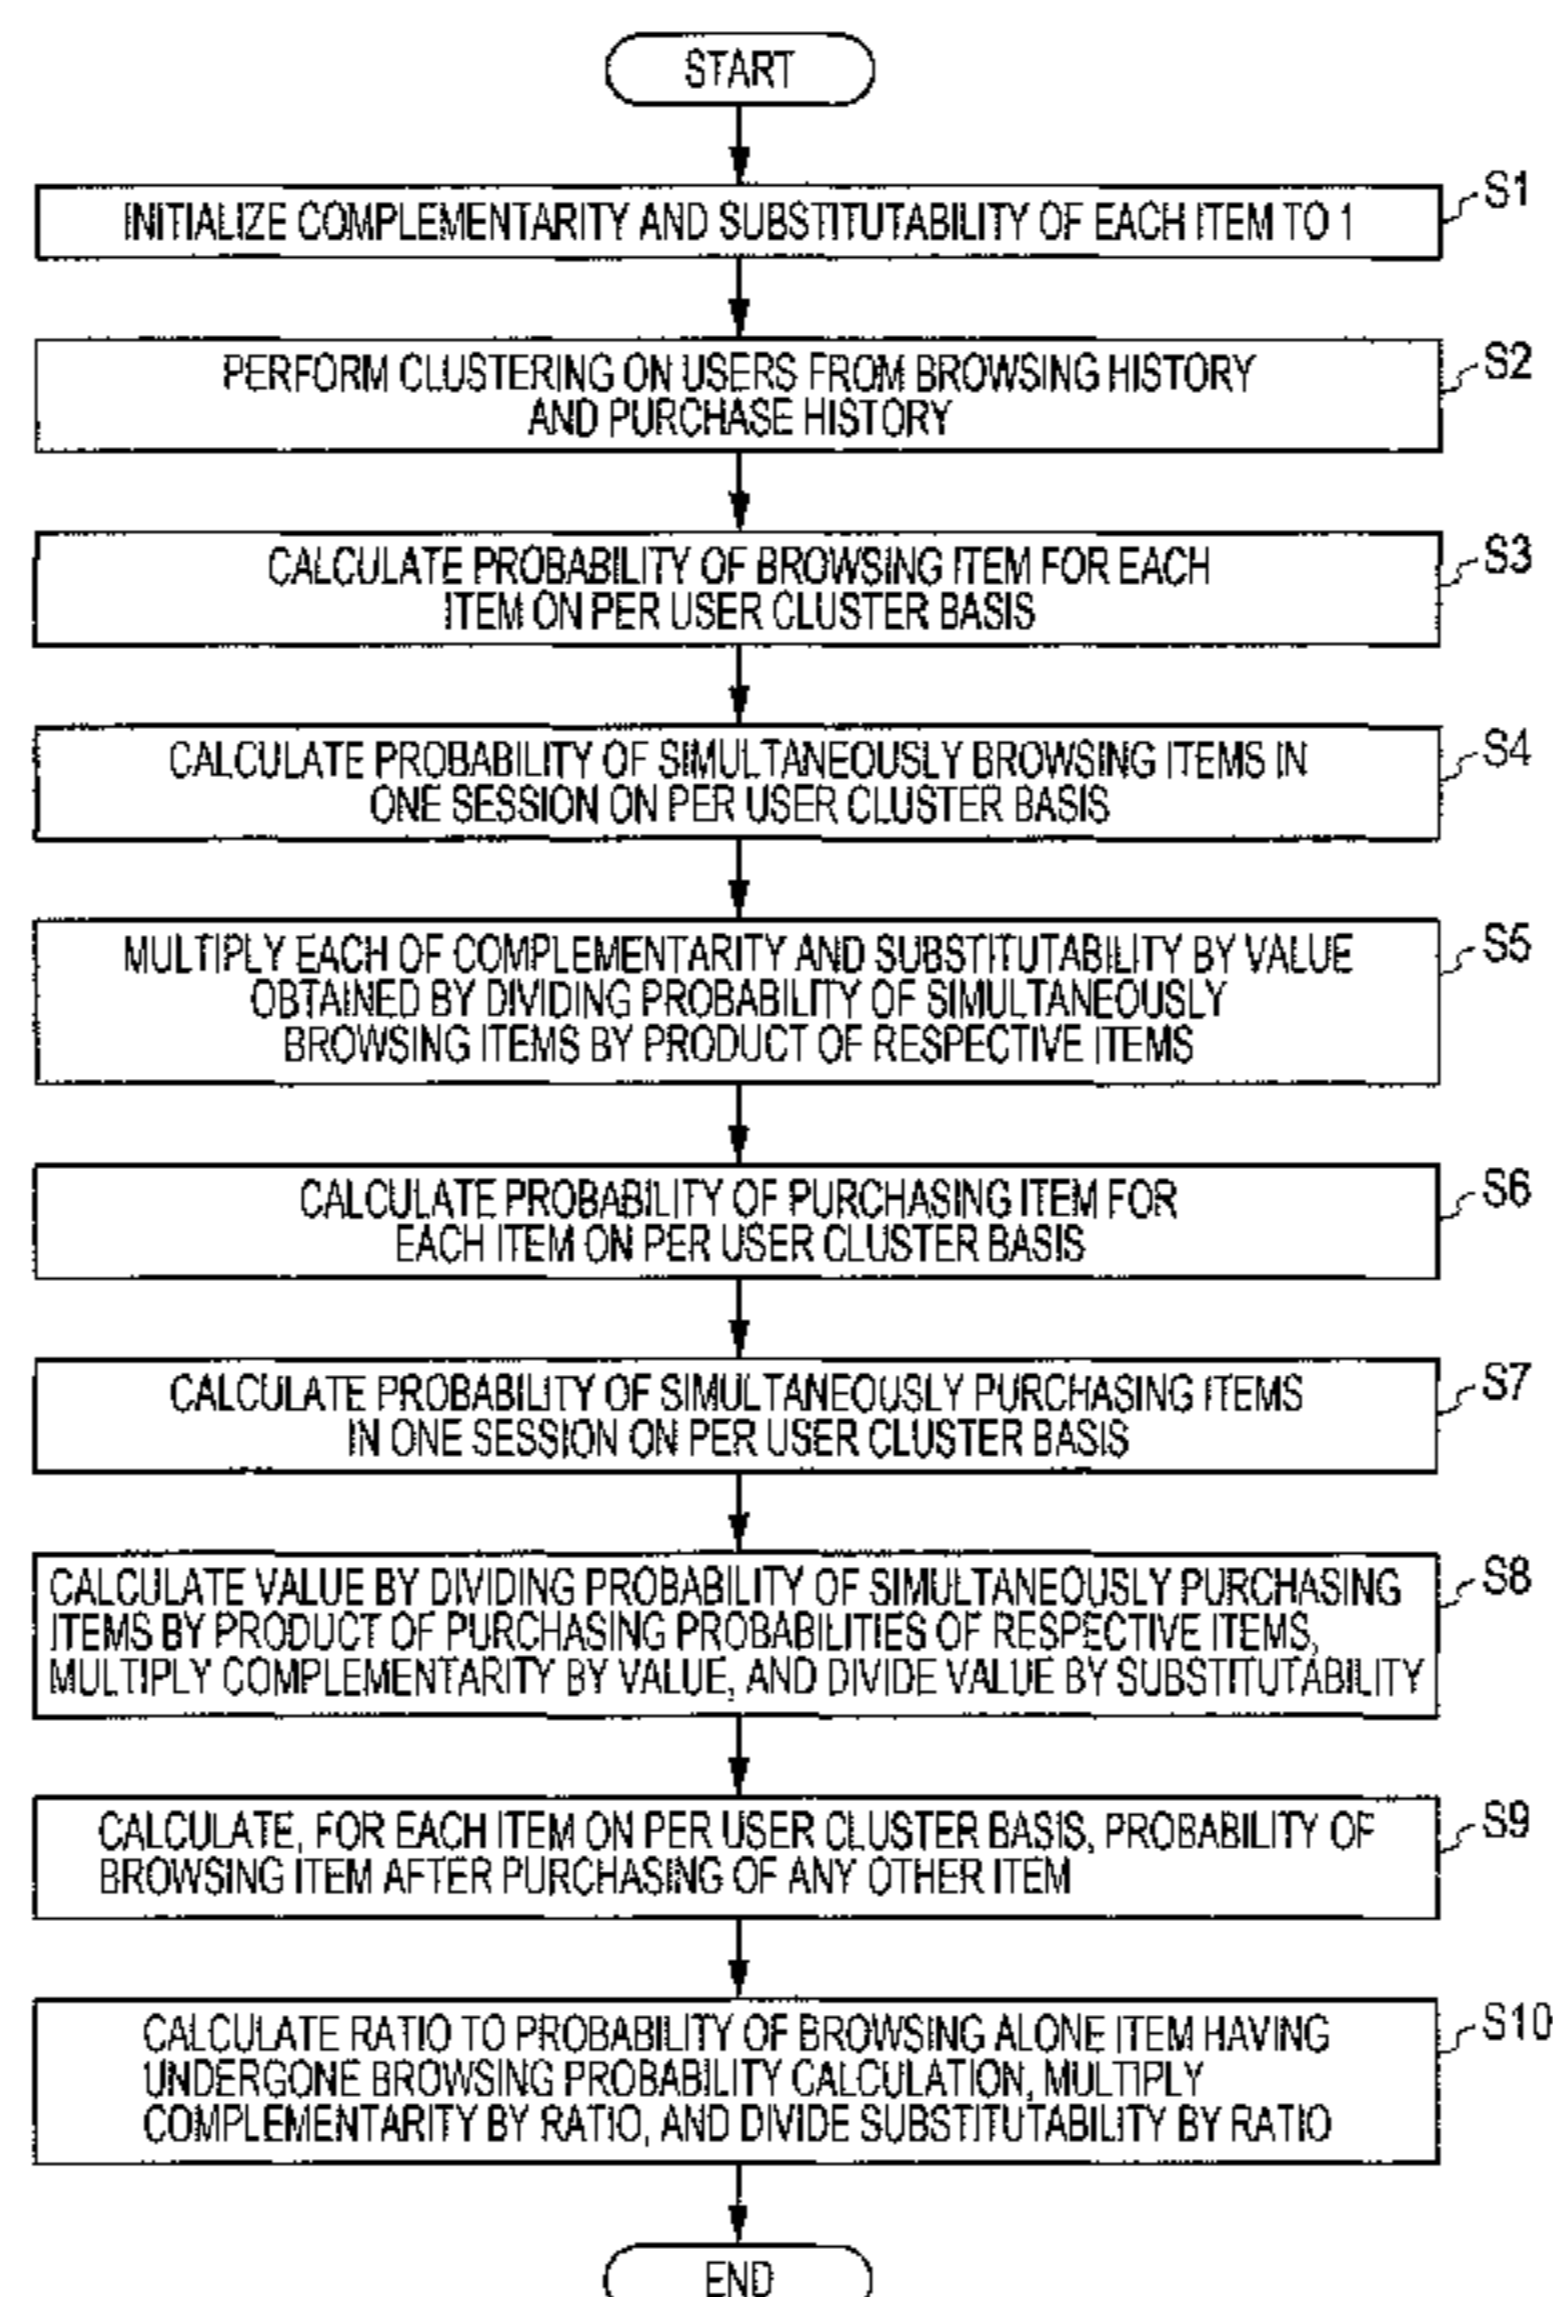 START
INITIALIZE COMPLEMENTARITY AND SUBSTITUTABILITY OF EACH ITEM TO 1
S1
PERFORM CLUSTERING ON USERS FROM BROWSING HISTORY
AND PURCHASE HISTORY
S2
CALCULATE PROBABILITY OF BROWSING ITEM FOR EACH
ITEM ON PER USER CLUSTER BASIS
S3
CALCULATE PROBABILITY OF SIMULTANEOUSLY BROWSING ITEMS IN
ONE SESSION ON PER USER CLUSTER BASIS
S4
MULTIPLY EACH OF COMPLEMENTARITY AND SUBSTITUTABILITY BY VALUE
OBTAINED BY DIVIDING PROBABILITY OF SIMULTANEOUSLY
BROWSING ITEMS BY PRODUCT OF RESPECTIVE ITEMS
S5
CALCULATE PROBABILITY OF PURCHASING ITEM FOR
EACH ITEM ON PER USER CLUSTER BASIS
S6
CALCULATE PROBABILITY OF SIMULTANEOUSLY PURCHASING ITEMS
IN ONE SESSION ON PER USER CLUSTER BASIS
S7
CALCULATE VALUE BY DIVIDING PROBABILITY OF SIMULTANEOUSLY PURCHASING
ITEMS BY PRODUCT OF PURCHASING PROBABILITIES OF RESPECTIVE ITEMS,
MULTIPLY COMPLEMENTARITY BY VALUE, AND DIVIDE VALUE BY SUBSTITUTABILITY
S8
CALCULATE, FOR EACH ITEM ON PER USER CLUSTER BASIS, PROBABILITY OF
BROWSING ITEM AFTER PURCHASING OF ANY OTHER ITEM
S9
CALCULATE RATIO TO PROBABILITY OF BROWSING ALONE ITEM HAVING
UNDERGONE BROWSING PROBABILITY CALCULATION, MULTIPLY
COMPLEMENTARITY BY RATIO, AND DIVIDE SUBSTITUTABILITY BY RATIO
S10
END